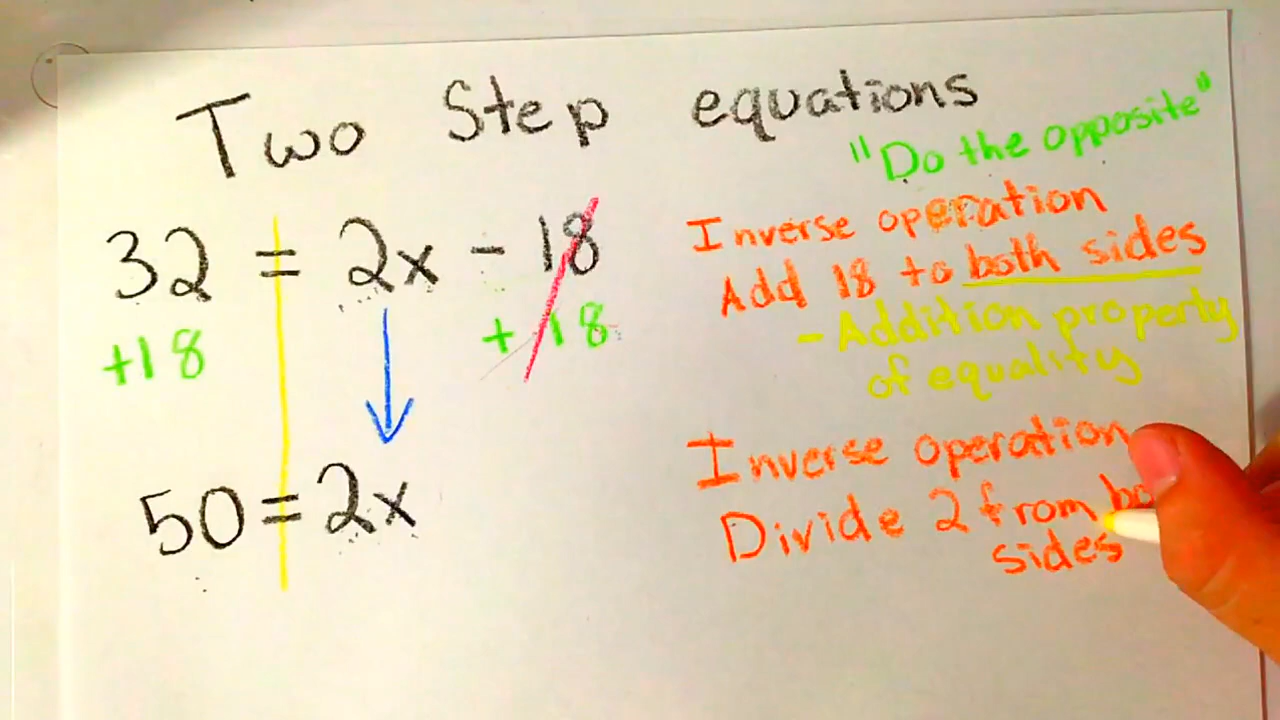 Two Step equations
"Do the opposite"
32 = 2x - 18
+18 + 18
50 = 2x
Inverse operation
Add 18 to both sides
- Addition property
of equality
Inverse operation
Divide 2 from
sides